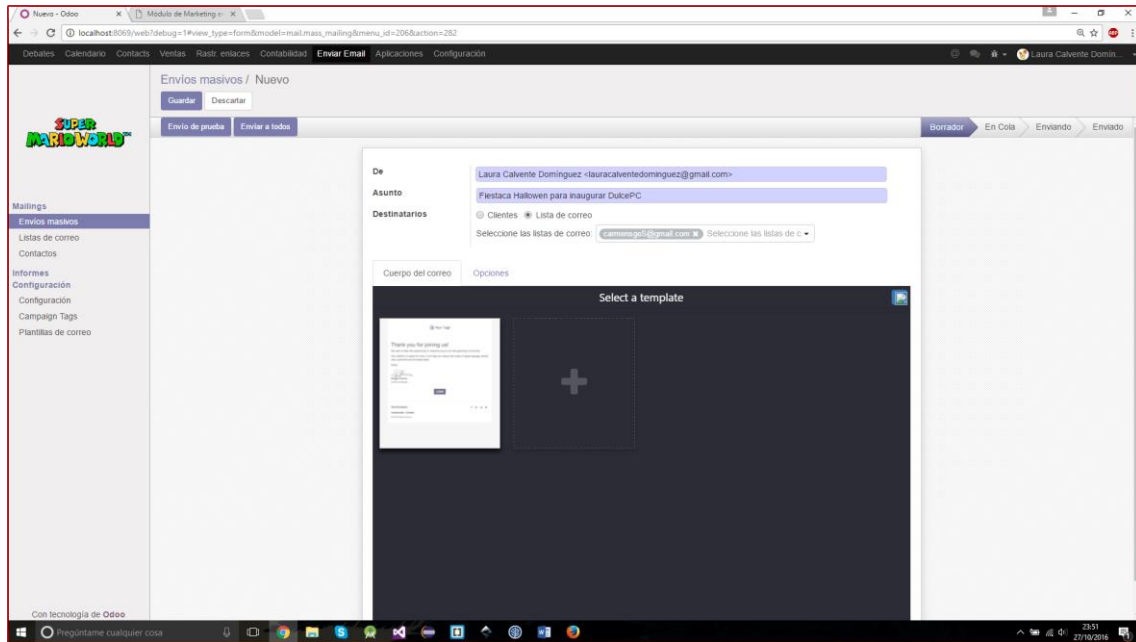 Nuevo - Odoo
Módulo de Marketing e
localhost:8069/web?debug=1#view_type=form&model=mail.mass_mailing&menu_id=206&action=282
Debates Calendario Contacts Ventas Rastr. enlaces Contabilidad Enviar Email Aplicaciones Configuración
Laura Calvente Domín...
Envíos masivos / Nuevo
Guardar Descartar
SUPER
MARIO WORLD
Envío de prueba Enviar a todos
Borrador En Cola Enviando Enviado
De
Laura Calvente Domínguez <lauracalventedominguez@gmail.com>
Asunto
Fiestaca Hallowen para inaugurar DulcePC
Destinatarios
Clientes Lista de correo
Seleccione las listas de correo:
Seleccione las listas de c
Mailings
Envíos masivos
Listas de correo
Contactos
Informes
Configuración
Configuración
Campaign Tags
Plantillas de correo
Cuerpo del correo Opciones
Select a template
Thank you for joining us!
Con tecnología de Odoo
Pregúntame cualquier cosa
23:51
27/10/2016